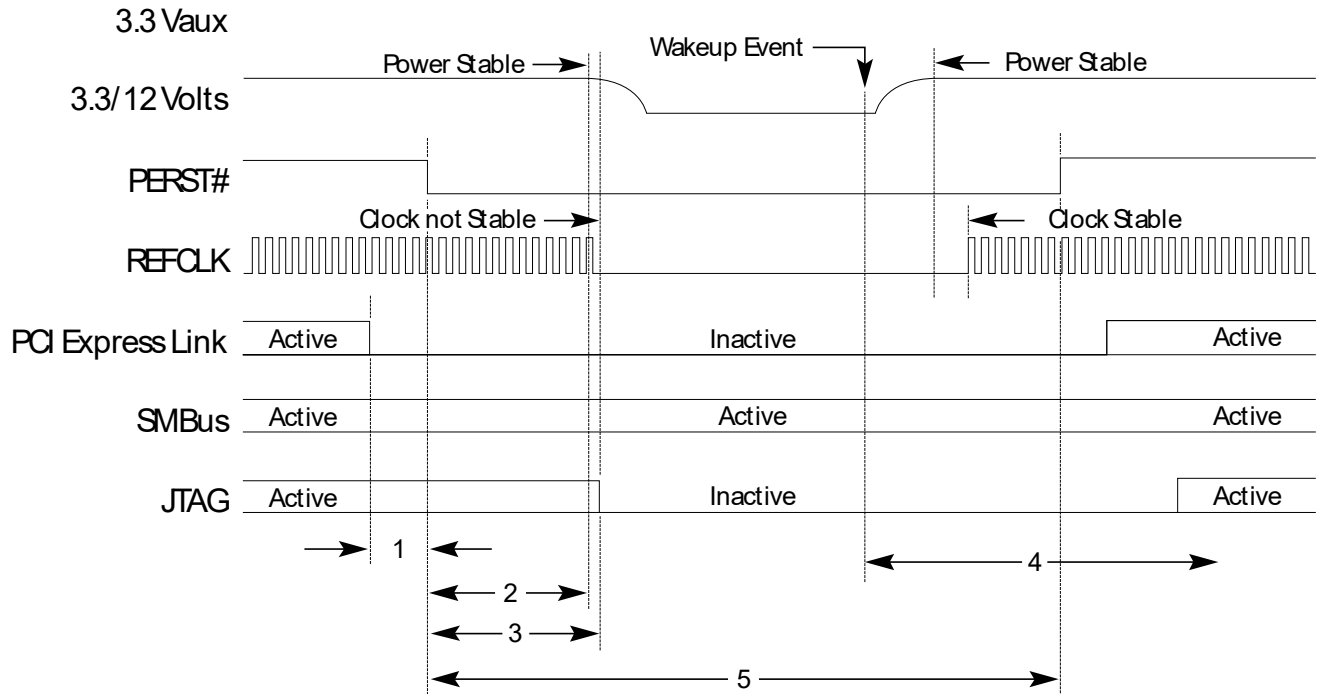 3.3 Vaux
Wakeup Event
Power Stable
Power Stable
3.3/12 Volts
PERST#
Clock not Stable
Clock Stable
REFCLK
PCI Express Link
Active
Inactive
Active
SMBus
Active
Active
Active
JTAG
Active
Inactive
Active
1
4
2
3
5